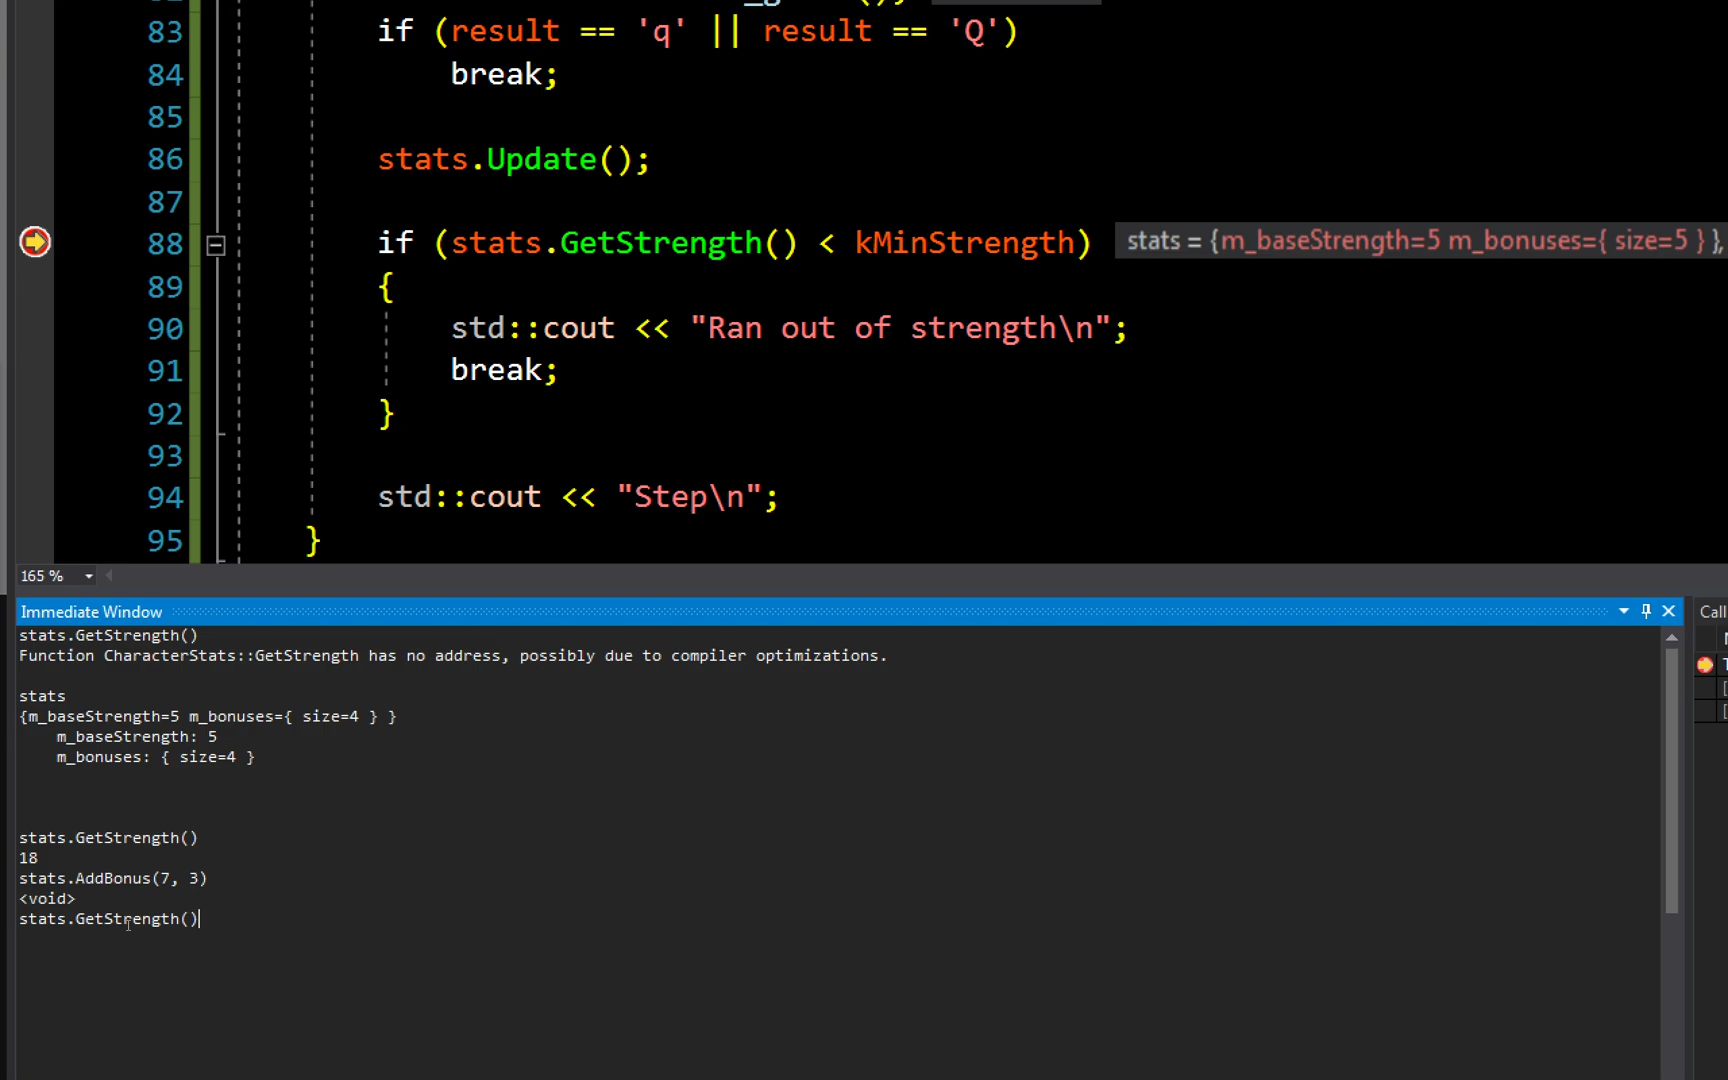 83 if (result == 'q' || result == 'Q')
84 break;
85
86 stats.Update();
87
88 if (stats.GetStrength() < kMinStrength) stats = {m_baseStrength=5 m_bonuses={ size=5 } },
89 {
90 std::cout << "Ran out of strength\n";
91 break;
92 }
93
94 std::cout << "Step\n";
95 }
165 %
Immediate Window
Call
stats.GetStrength()
Function CharacterStats::GetStrength has no address, possibly due to compiler optimizations.
stats
{m_baseStrength=5 m_bonuses={ size=4 } }
m_baseStrength: 5
m_bonuses: { size=4 }
stats.GetStrength()
18
stats.AddBonus(7, 3)
<void>
stats.GetStrength()